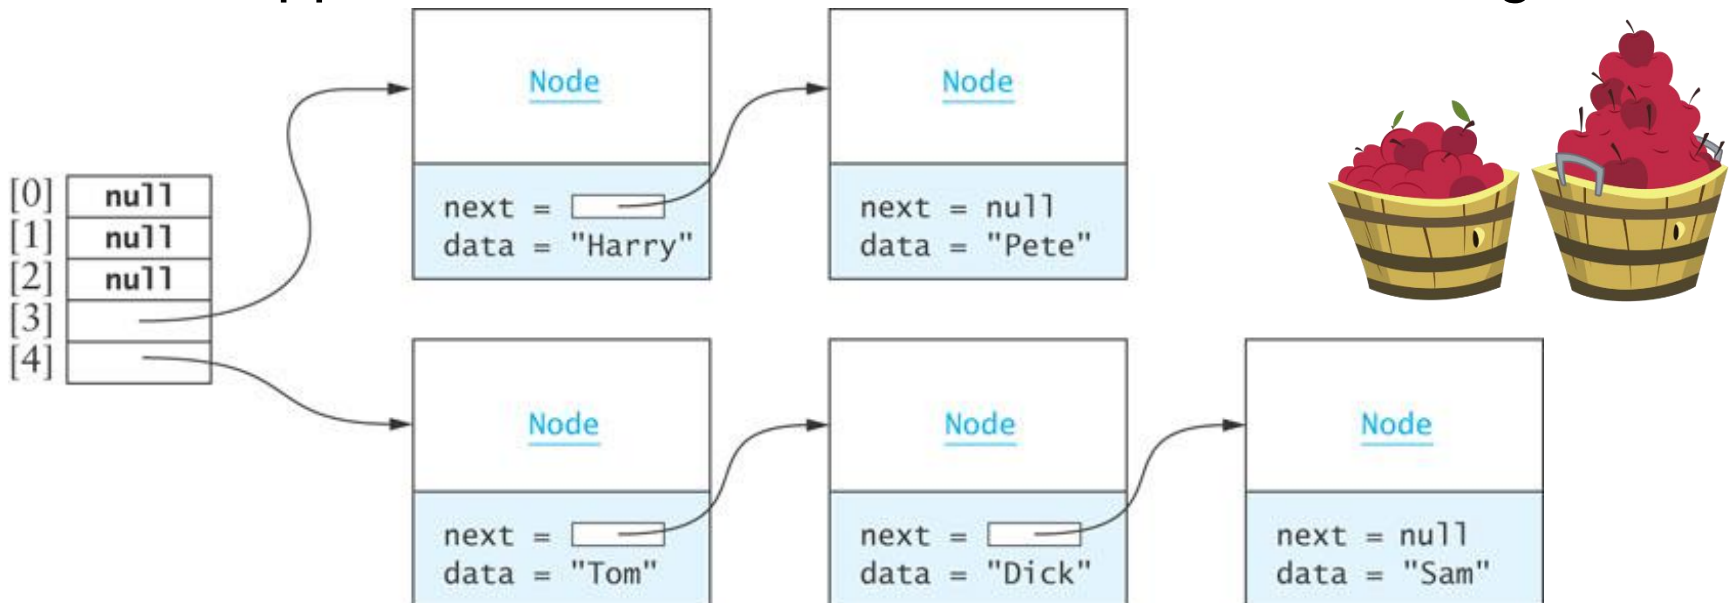 Node
Node
[0] null
[1] null
[2] null
[3]
[4]
next =
data = "Harry"
next = null
data = "Pete"
Node
Node
Node
next =
data = "Tom"
next =
data = "Dick"
next = null
data = "Sam"